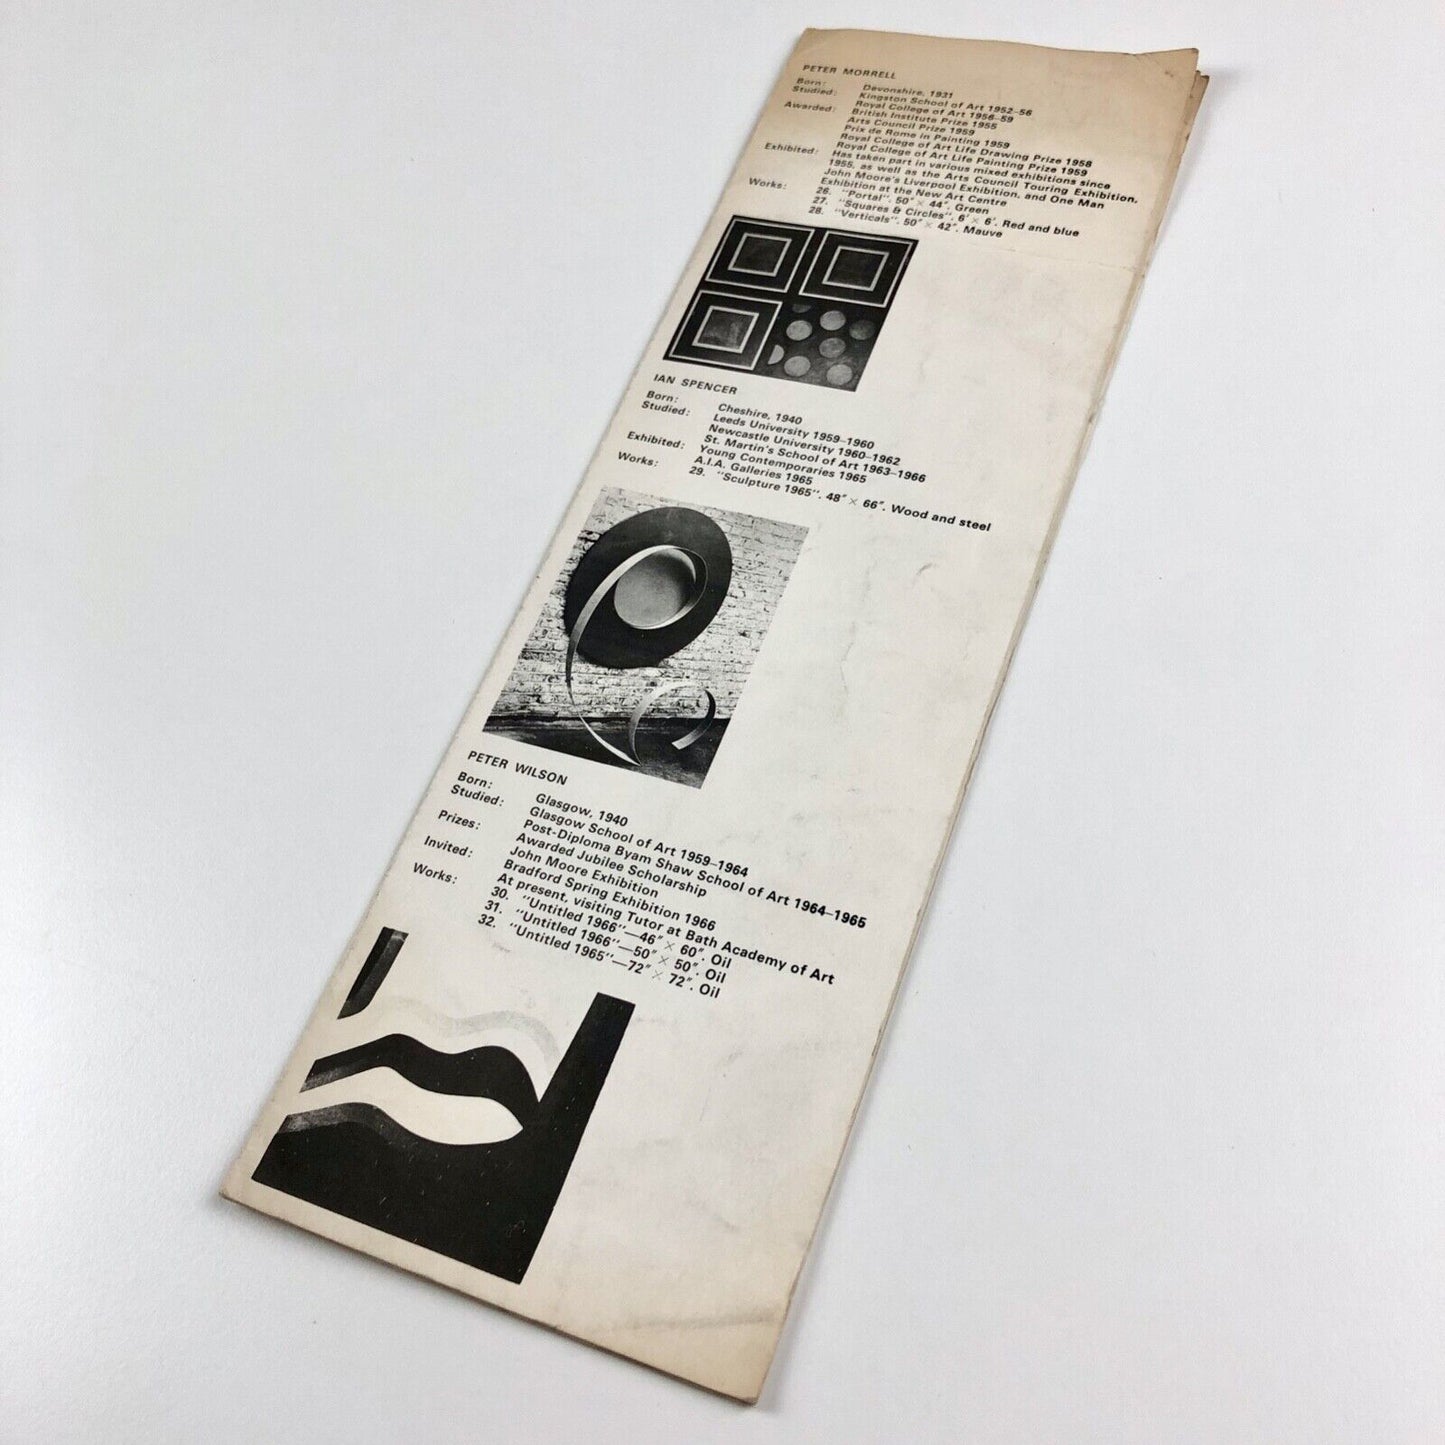 PETER MORRELL
Born: Devonshire, 1931
Studied: Kingston School of Art 1952–56
Royal College of Art 1956–59
Awarded: British Institute Prize 1955
Arts Council Prize 1959
Prix de Rome in Painting 1959
Royal College of Art Life Drawing Prize 1958
Royal College of Art Life Painting Prize 1959
Exhibited: Has taken part in various mixed exhibitions since
1955, as well as the Arts Council Touring Exhibition,
John Moore's Liverpool Exhibition, and One Man
Exhibition at the New Art Centre
Works: 26. "Portal". 50" × 44". Green
27. "Squares & Circles". 6' × 6'. Red and blue
28. "Verticals". 50" × 42". Mauve
IAN SPENCER
Born: Cheshire, 1940
Studied: Leeds University 1959–1960
Newcastle University 1960–1962
St. Martin's School of Art 1963–1966
Exhibited: Young Contemporaries 1965
A.I.A. Galleries 1965
Works: 29. "Sculpture 1965". 48" × 66". Wood and steel
PETER WILSON
Born: Glasgow, 1940
Studied: Glasgow School of Art 1959–1964
Post-Diploma Byam Shaw School of Art 1964–1965
Prizes: Awarded Jubilee Scholarship
John Moore Exhibition
Invited: Bradford Spring Exhibition 1966
At present, visiting Tutor at Bath Academy of Art
Works: 30. "Untitled 1966"—46" × 60". Oil
31. "Untitled 1966"—50" × 50". Oil
32. "Untitled 1965"—72" × 72". Oil